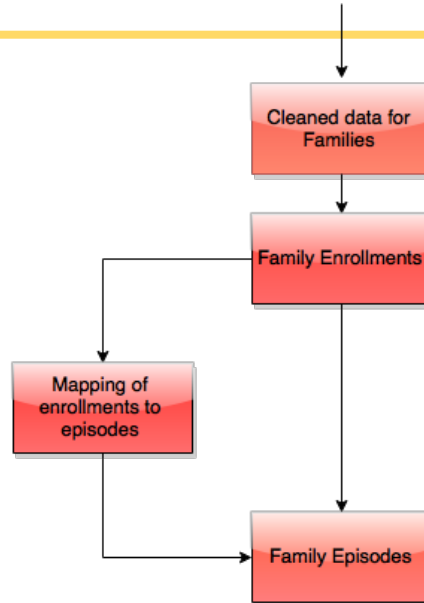 Cleaned data for
Families
Family Enrollments
Mapping of
enrollments to
episodes
Family Episodes